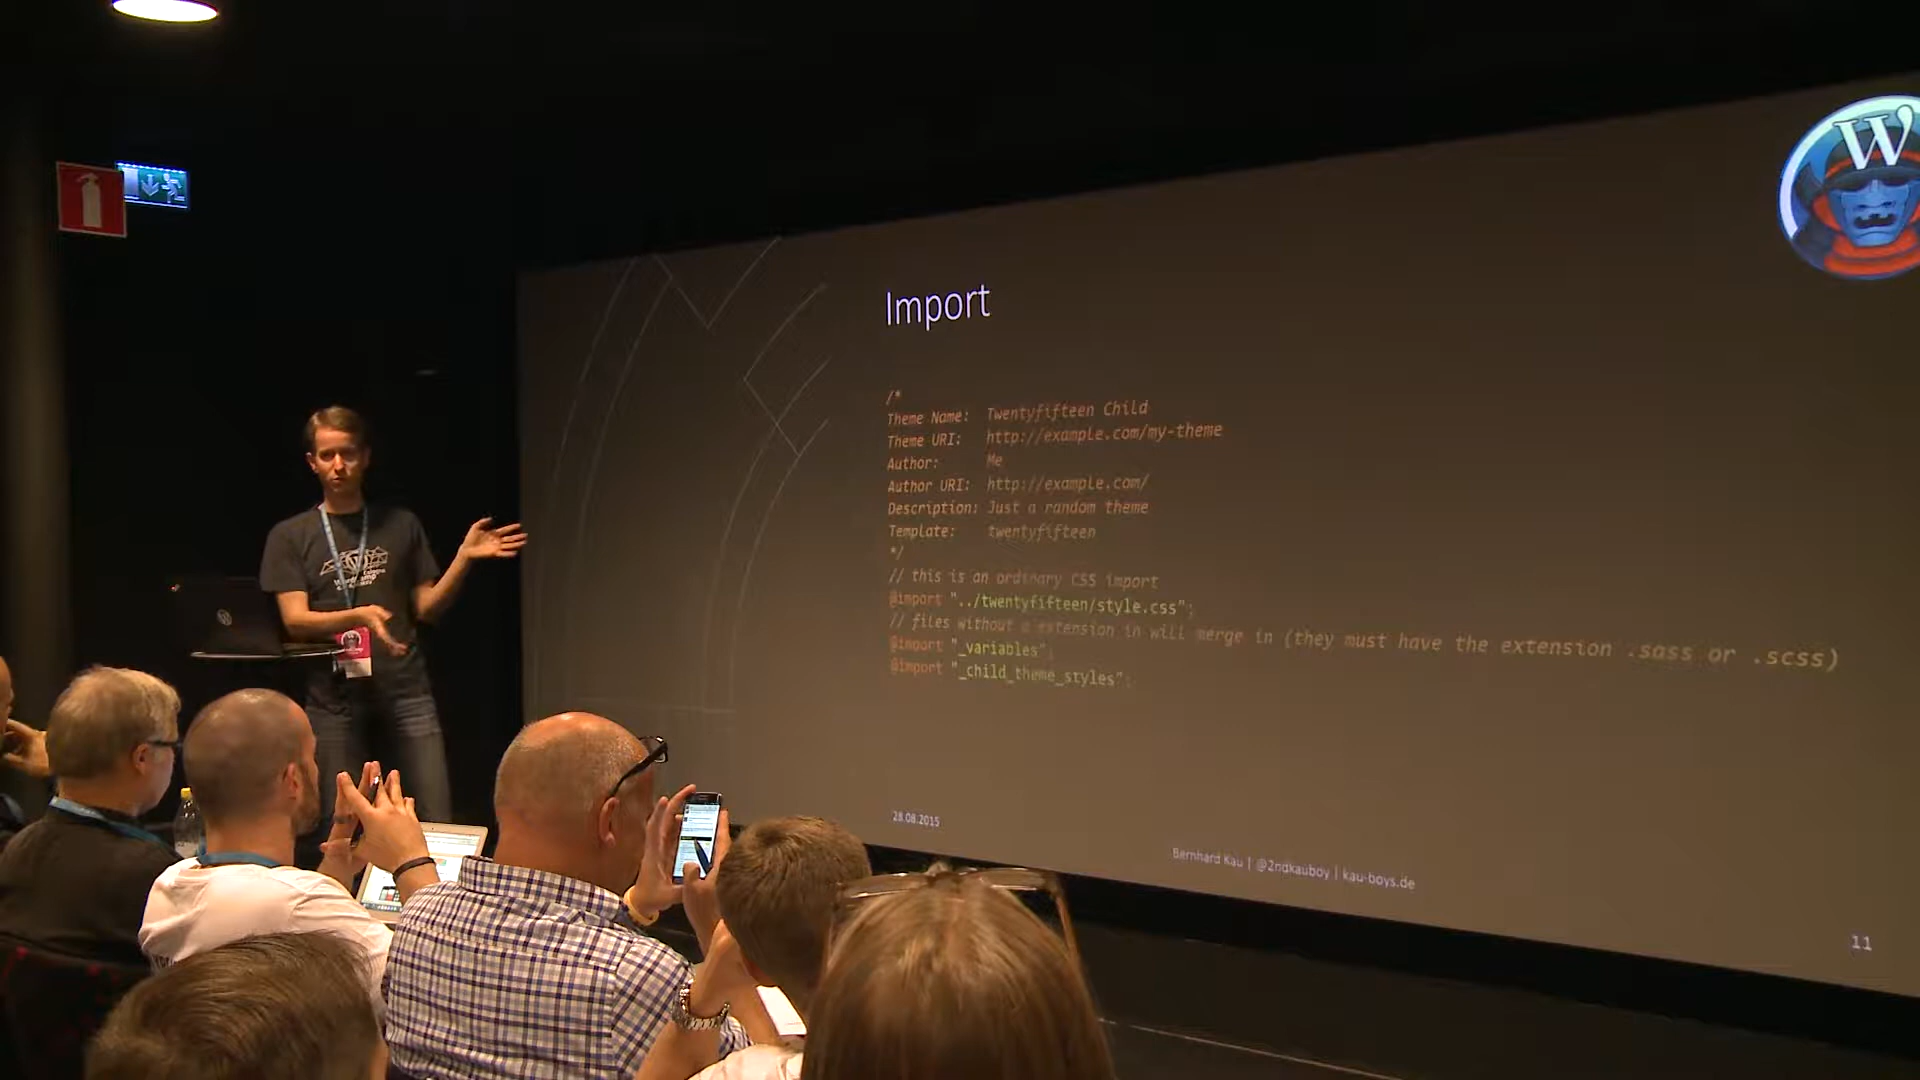 W
Import
/*
Theme Name: Twentyfifteen Child
Theme URI: http://example.com/my-theme
Author: Me
Author URI: http://example.com/
Description: Just a random theme
Template: twentyfifteen
*/
// this is an ordinary CSS import
@import "../twentyfifteen/style.css";
// files without a extension in will merge in (they must have the extension .sass or .scss)
@import "_variables";
@import "_child_theme_styles";
28.08.2015
Bernhard Kau | @2ndkauboy | kau-boys.de
11